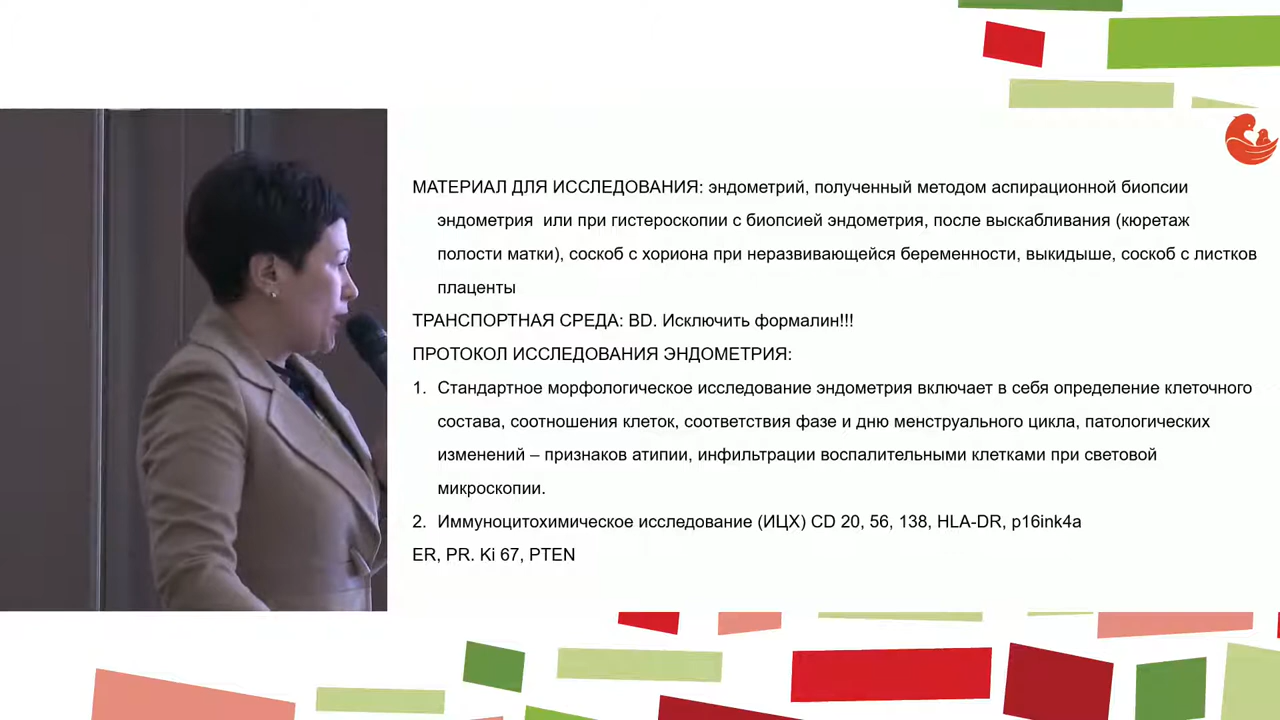 МАТЕРИАЛ ДЛЯ ИССЛЕДОВАНИЯ: эндометрий, полученный методом аспирационной биопсии
эндометрия или при гистероскопии с биопсией эндометрия, после выскабливания (кюретаж
полости матки), соскоб с хориона при неразвивающейся беременности, выкидыше, соскоб с листков
плаценты
ТРАНСПОРТНАЯ СРЕДА: BD. Исключить формалин!!!
ПРОТОКОЛ ИССЛЕДОВАНИЯ ЭНДОМЕТРИЯ:
1. Стандартное морфологическое исследование эндометрия включает в себя определение клеточного
состава, соотношения клеток, соответствия фазе и дню менструального цикла, патологических
изменений – признаков атипии, инфильтрации воспалительными клетками при световой
микроскопии.
2. Иммуноцитохимическое исследование (ИЦХ) CD 20, 56, 138, HLA-DR, p16ink4a
ER, PR. Ki 67, PTEN